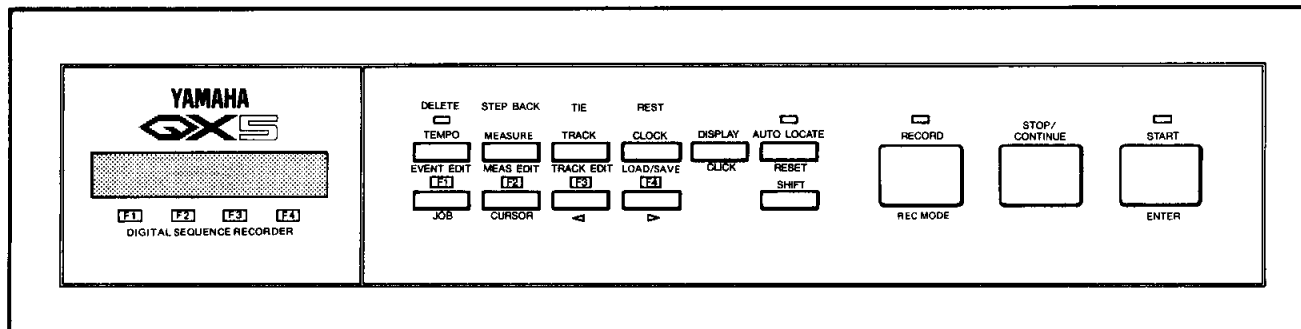 YAMAHA
QX5
F1 F2 F3 F4
DIGITAL SEQUENCE RECORDER
DELETE STEP BACK TIE REST
TEMPO MEASURE TRACK CLOCK DISPLAY AUTO LOCATE
EVENT EDIT MEAS EDIT TRACK EDIT LOAD/SAVE CLICK RESET
F1 F2 F3 F4 SHIFT
JOB CURSOR ◁ ▷
RECORD
REC MODE
STOP/
CONTINUE
START
ENTER